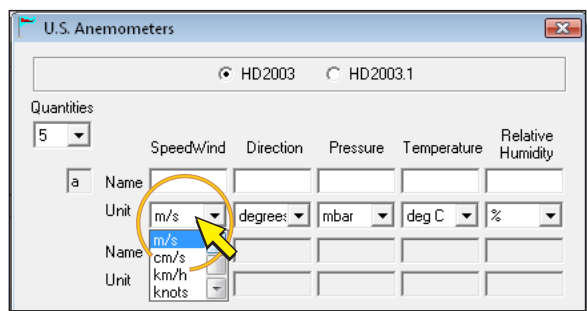 U.S. Anemometers
HD2003 HD2003.1
Quantities
5
SpeedWind Direction Pressure Temperature Relative Humidity
a Name
Unit m/s degrees mbar deg C %
m/s
Name cm/s
km/h
Unit knots